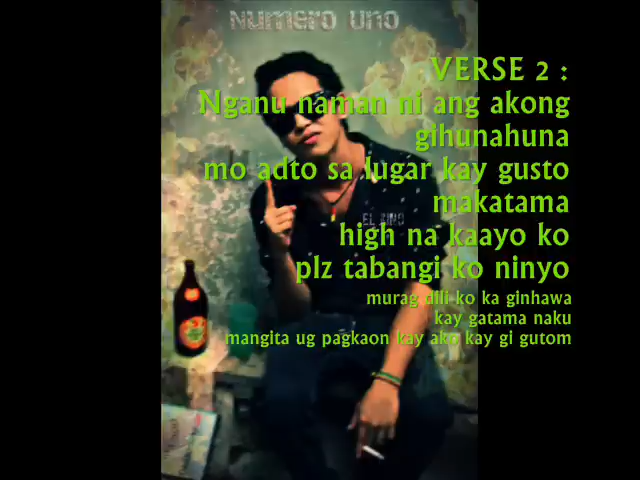 Numero uno
VERSE 2 :
Nganu naman ni ang akong
gihunahuna
mo adto sa lugar kay gusto
makatama
high na kaayo ko
plz tabangi ko ninyo
murag dili ko ka ginhawa
kay gatama naku
mangita ug pagkaon kay ako kay gi gutom